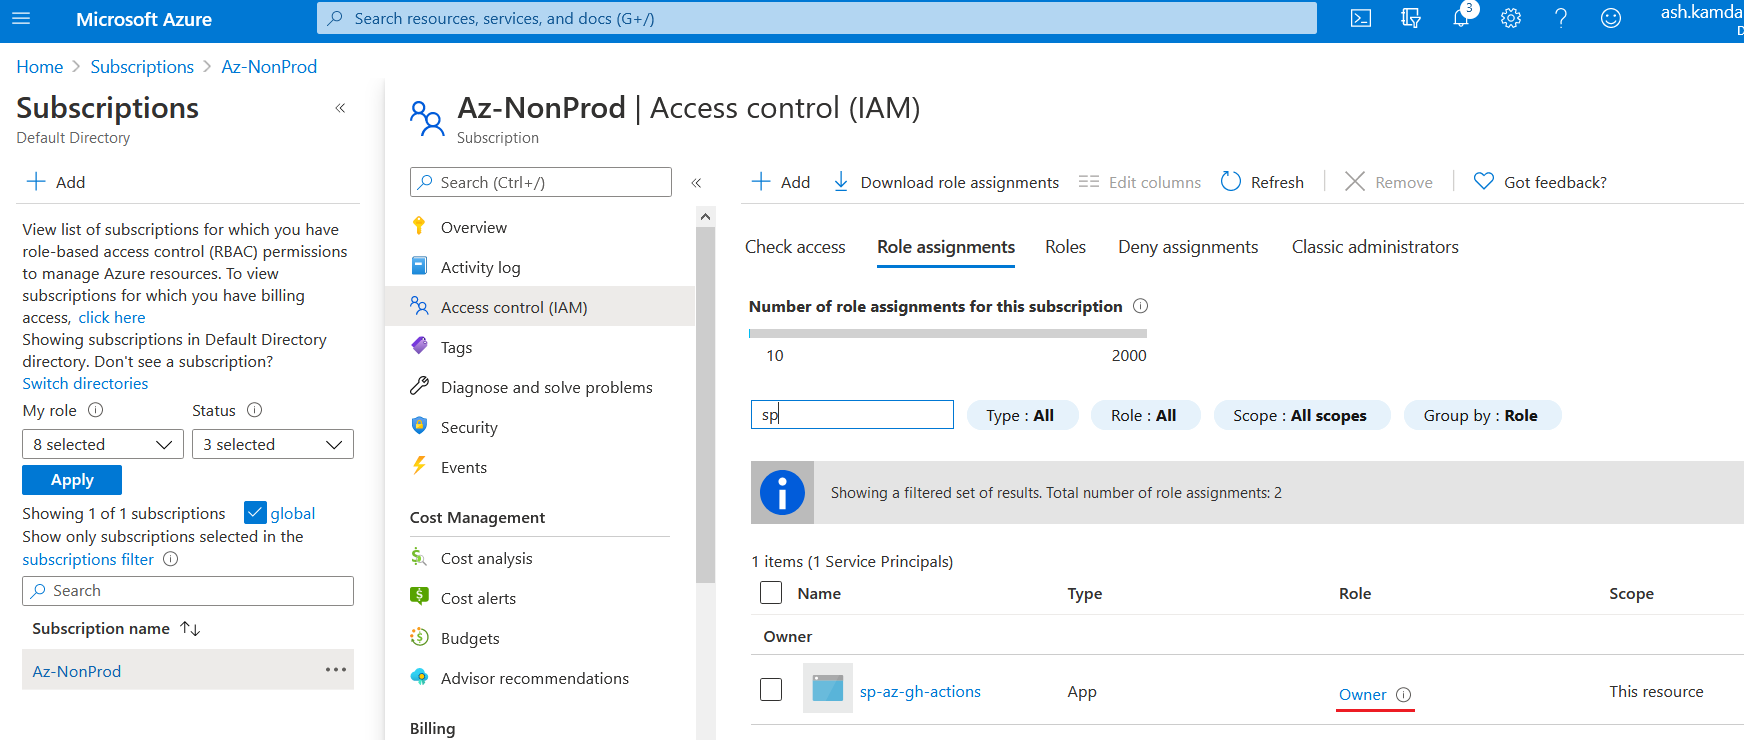 Microsoft Azure
Search resources, services, and docs (G+/)
3
ash.kamda
D
Home > Subscriptions > Az-NonProd
Subscriptions
Default Directory
Add
View list of subscriptions for which you have
role-based access control (RBAC) permissions
to manage Azure resources. To view
subscriptions for which you have billing
access, click here
Showing subscriptions in Default Directory
directory. Don't see a subscription?
Switch directories
My role
Status
8 selected
3 selected
Apply
Showing 1 of 1 subscriptions
global
Show only subscriptions selected in the
subscriptions filter
Search
Subscription name
Az-NonProd
Az-NonProd | Access control (IAM)
Subscription
Search (Ctrl+/)
Overview
Activity log
Access control (IAM)
Tags
Diagnose and solve problems
Security
Events
Cost Management
Cost analysis
Cost alerts
Budgets
Advisor recommendations
Billing
Add
Download role assignments
Edit columns
Refresh
Remove
Got feedback?
Check access
Role assignments
Roles
Deny assignments
Classic administrators
Number of role assignments for this subscription
10
2000
sp
Type : All
Role : All
Scope : All scopes
Group by : Role
Showing a filtered set of results. Total number of role assignments: 2
1 items (1 Service Principals)
Name
Type
Role
Scope
Owner
sp-az-gh-actions
App
Owner
This resource